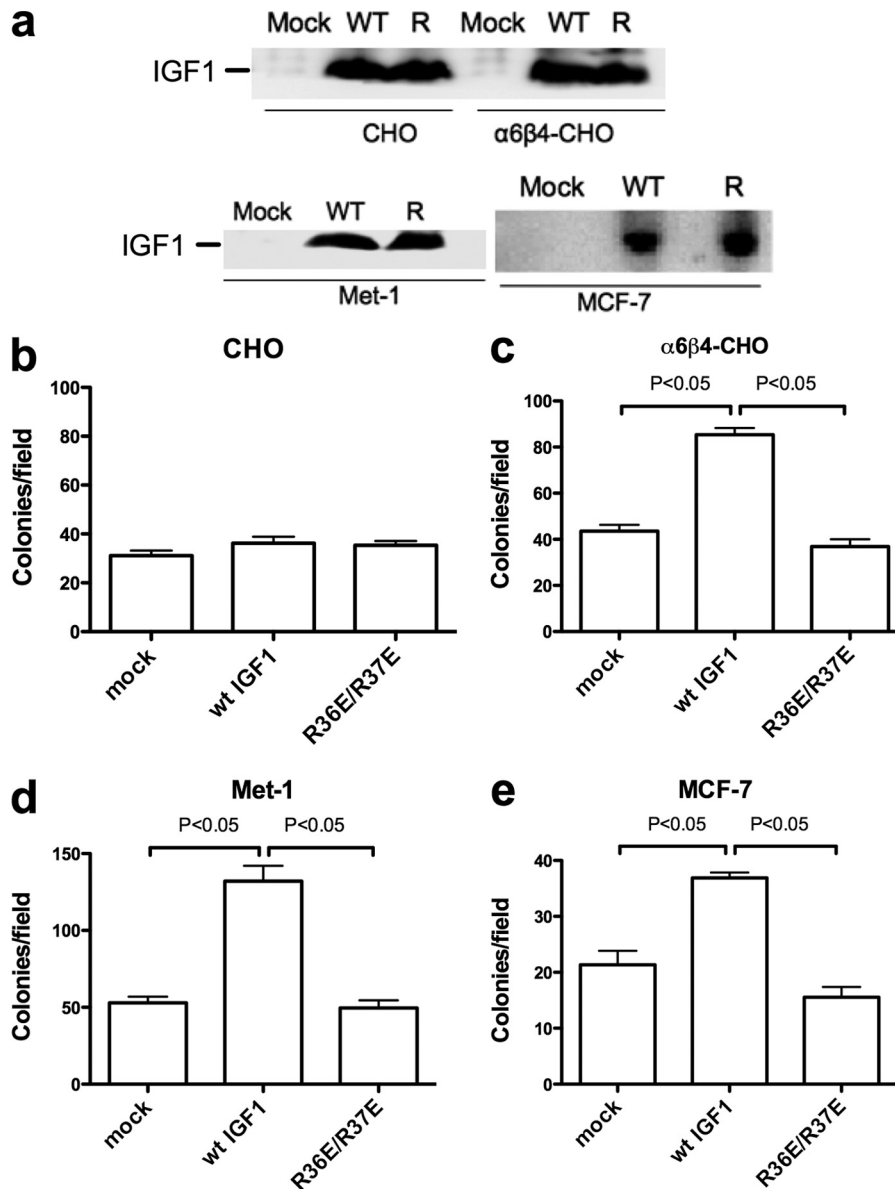 a
Mock WT R Mock WT R
IGF1
CHO α6β4-CHO
Mock WT R Mock WT R
IGF1
Met-1 MCF-7
b
CHO
Colonies/field
100
80
60
40
20
0
mock
wt IGF1
R36E/R37E
c
α6β4-CHO
P<0.05 P<0.05
Colonies/field
100
80
60
40
20
0
mock
wt IGF1
R36E/R37E
d
Met-1
P<0.05 P<0.05
Colonies/field
150
100
50
0
mock
wt IGF1
R36E/R37E
e
MCF-7
P<0.05 P<0.05
Colonies/field
40
30
20
10
0
mock
wt IGF1
R36E/R37E